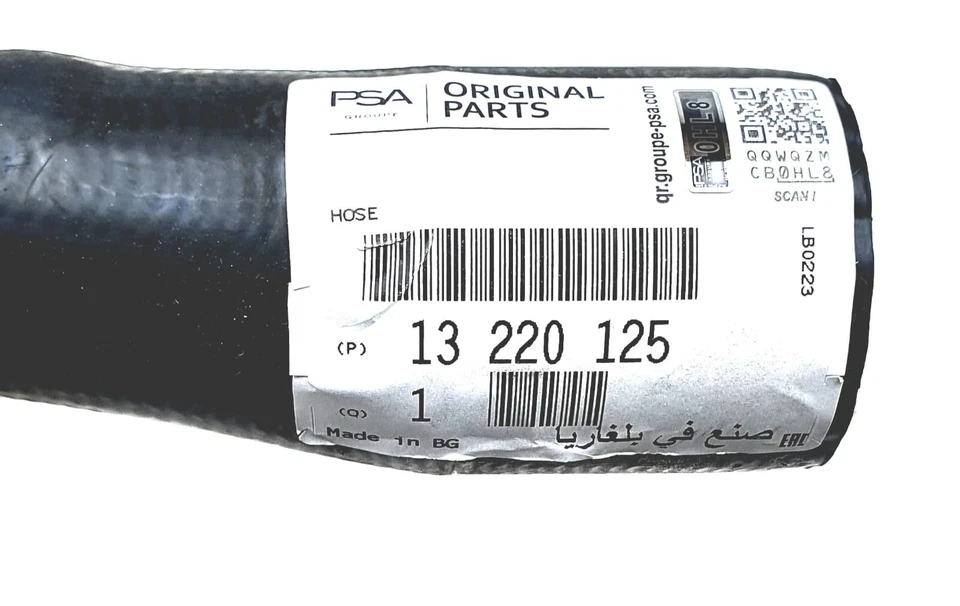 PSA
GROUPE
ORIGINAL
PARTS
qr.groupe-psa.com
PSA
0HL8
QQWQZM
CB0HL8
SCAN!
HOSE
LB0223
(P) 13 220 125
(Q) 1
Made in BG
صنع في بلغاريا
EAC